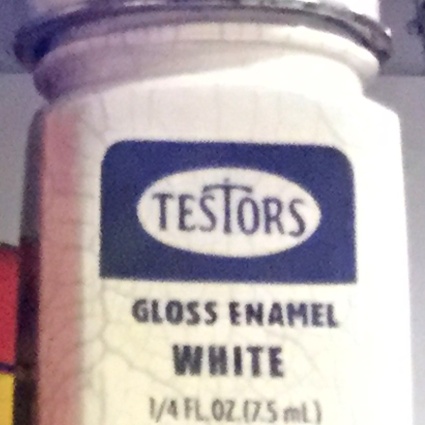 TESTORS
GLOSS ENAMEL
WHITE
1/4 FL.OZ.(7.5 mL)